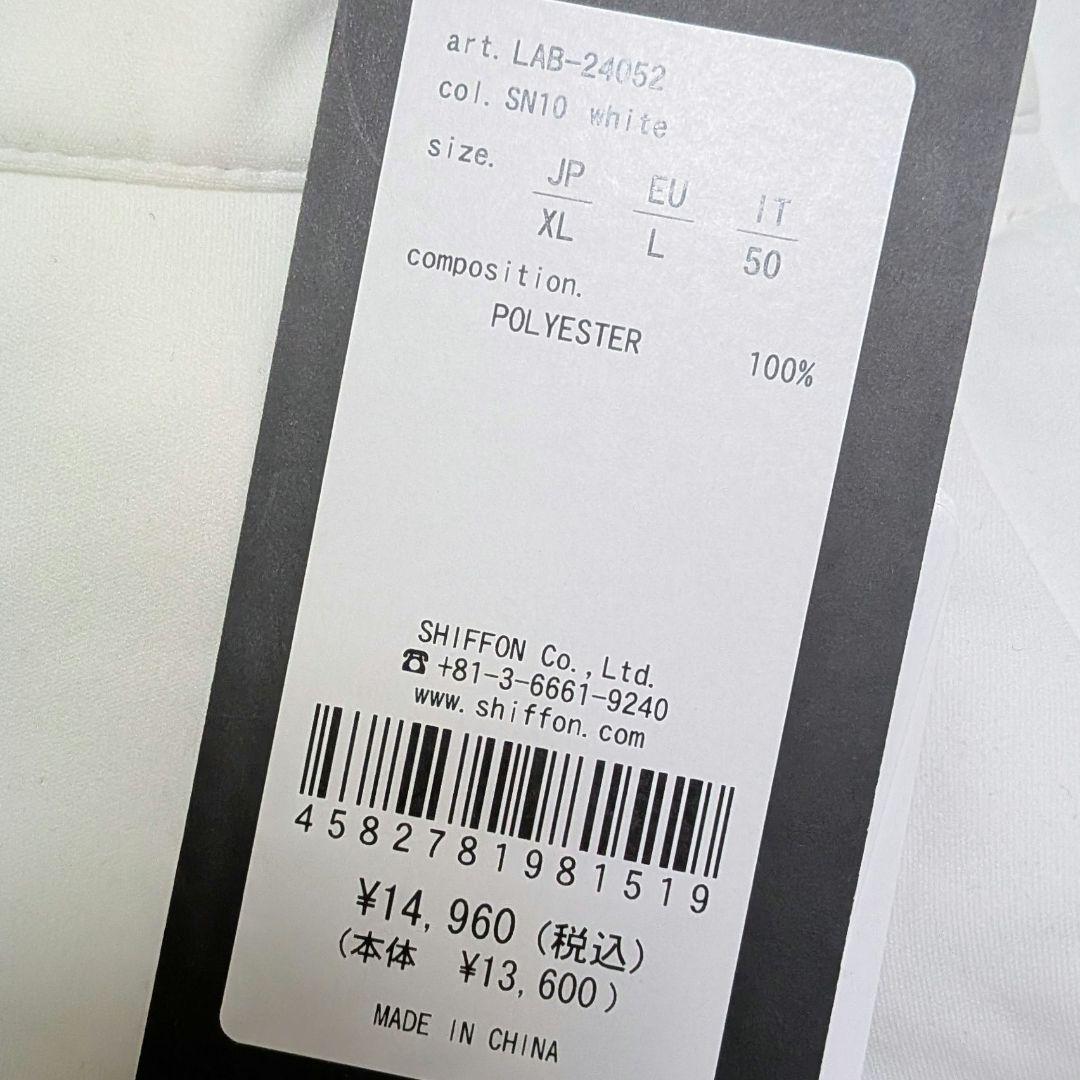 art. LAB-24052
col. SN10 white
size. JP EU IT
XL L 50
composition.
POLYESTER 100%
SHIFFON Co., Ltd.
☎ +81-3-6661-9240
www. shiffon. com
4582781981519
¥14, 960 (税込)
(本体 ¥13, 600)
MADE IN CHINA